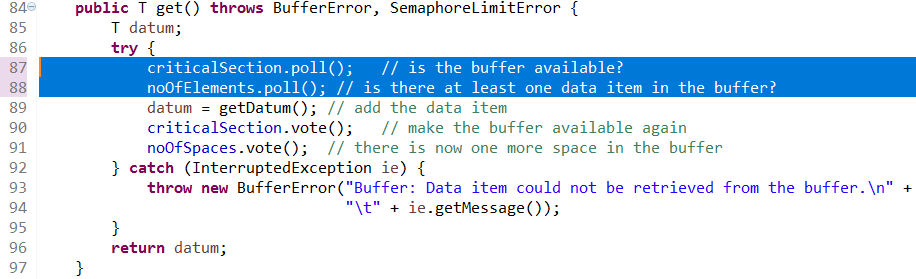 84 public T get() throws BufferError, SemaphoreLimitError {
85 T datum;
86 try {
87 criticalSection.poll(); // is the buffer available?
88 noOfElements.poll(); // is there at least one data item in the buffer?
89 datum = getDatum(); // add the data item
90 criticalSection.vote(); // make the buffer available again
91 noOfSpaces.vote(); // there is now one more space in the buffer
92 } catch (InterruptedException ie) {
93 throw new BufferError("Buffer: Data item could not be retrieved from the buffer.\n" +
94 "\t" + ie.getMessage());
95 }
96 return datum;
97 }